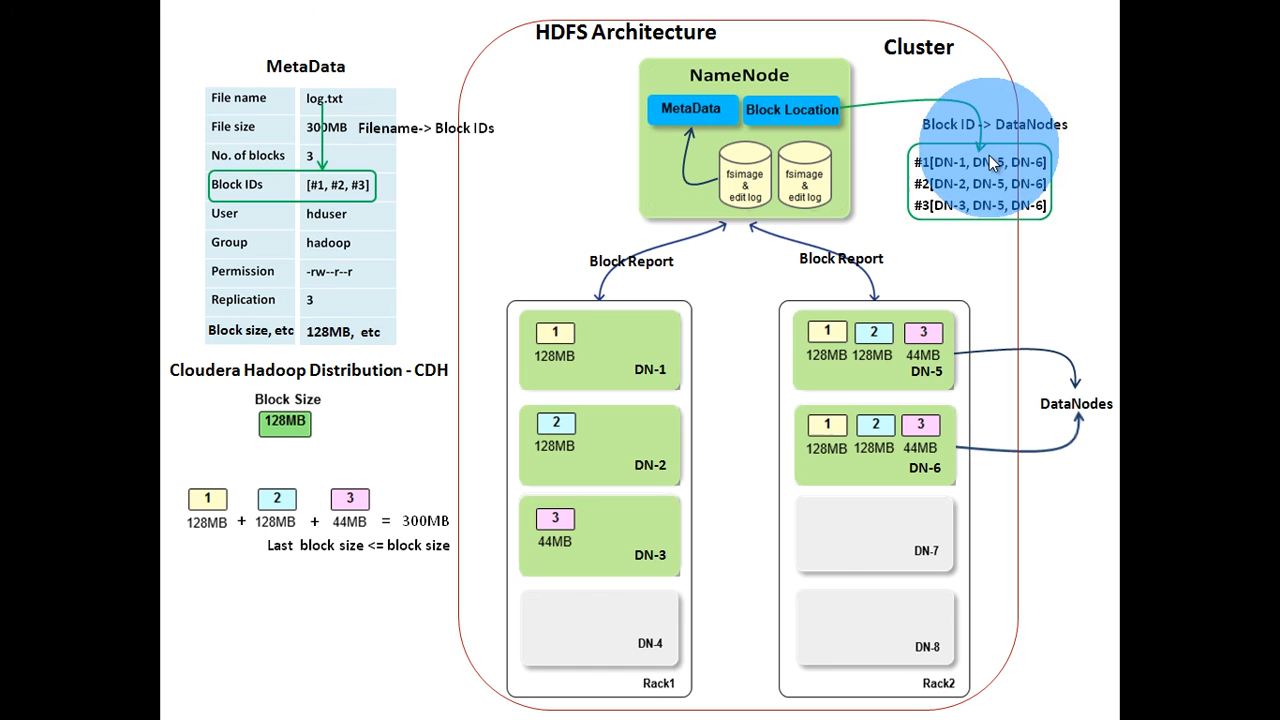 HDFS Architecture
Cluster
MetaData
File name log.txt
File size 300MB
No. of blocks 3
Block IDs [#1, #2, #3]
User hduser
Group hadoop
Permission -rw--r--r
Replication 3
Block size, etc 128MB, etc
Filename-> Block IDs
Cloudera Hadoop Distribution - CDH
Block Size
128MB
1 2 3
128MB + 128MB + 44MB = 300MB
Last block size <= block size
NameNode
MetaData Block Location
fsimage & edit log
fsimage & edit log
Block ID -> DataNodes
#1[DN-1, DN-5, DN-6]
#2[DN-2, DN-5, DN-6]
#3[DN-3, DN-5, DN-6]
Block Report
Block Report
1
128MB
DN-1
2
128MB
DN-2
3
44MB
DN-3
DN-4
Rack1
1 2 3
128MB 128MB 44MB
DN-5
1 2 3
128MB 128MB 44MB
DN-6
DN-7
DN-8
Rack2
DataNodes